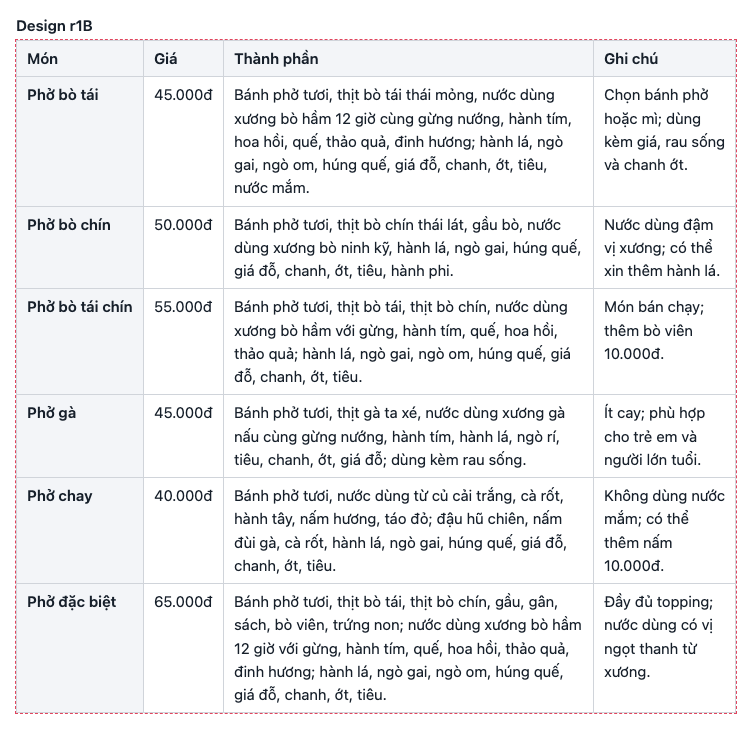 Design r1B
Món Giá Thành phần Ghi chú
Phở bò tái 45.000đ Bánh phở tươi, thịt bò tái thái mỏng, nước dùng Chọn bánh phở
xương bò hầm 12 giờ cùng gừng nướng, hành tím, hoặc mì; dùng
hoa hồi, quế, thảo quả, đinh hương; hành lá, ngò kèm giá, rau sống
gai, ngò om, húng quế, giá đỗ, chanh, ớt, tiêu, và chanh ớt.
nước mắm.
Phở bò chín 50.000đ Bánh phở tươi, thịt bò chín thái lát, gầu bò, nước Nước dùng đậm
dùng xương bò ninh kỹ, hành lá, ngò gai, húng quế, vị xương; có thể
giá đỗ, chanh, ớt, tiêu, hành phi. xin thêm hành lá.
Phở bò tái chín 55.000đ Bánh phở tươi, thịt bò tái, thịt bò chín, nước dùng Món bán chạy;
xương bò hầm với gừng, hành tím, quế, hoa hồi, thêm bò viên
thảo quả; hành lá, ngò gai, ngò om, húng quế, giá 10.000đ.
đỗ, chanh, ớt, tiêu.
Phở gà 45.000đ Bánh phở tươi, thịt gà ta xé, nước dùng xương gà Ít cay; phù hợp
nấu cùng gừng nướng, hành tím, hành lá, ngò rí, cho trẻ em và
tiêu, chanh, ớt, giá đỗ; dùng kèm rau sống. người lớn tuổi.
Phở chay 40.000đ Bánh phở tươi, nước dùng từ củ cải trắng, cà rốt, Không dùng nước
hành tây, nấm hương, táo đỏ; đậu hũ chiên, nấm mắm; có thể
đùi gà, cà rốt, hành lá, ngò gai, húng quế, giá đỗ, thêm nấm
chanh, ớt, tiêu. 10.000đ.
Phở đặc biệt 65.000đ Bánh phở tươi, thịt bò tái, thịt bò chín, gầu, gân, Đầy đủ topping;
sách, bò viên, trứng non; nước dùng xương bò hầm nước dùng có vị
12 giờ với gừng, hành tím, quế, hoa hồi, thảo quả, ngọt thanh từ
đinh hương; hành lá, ngò gai, ngò om, húng quế, xương.
giá đỗ, chanh, ớt, tiêu.